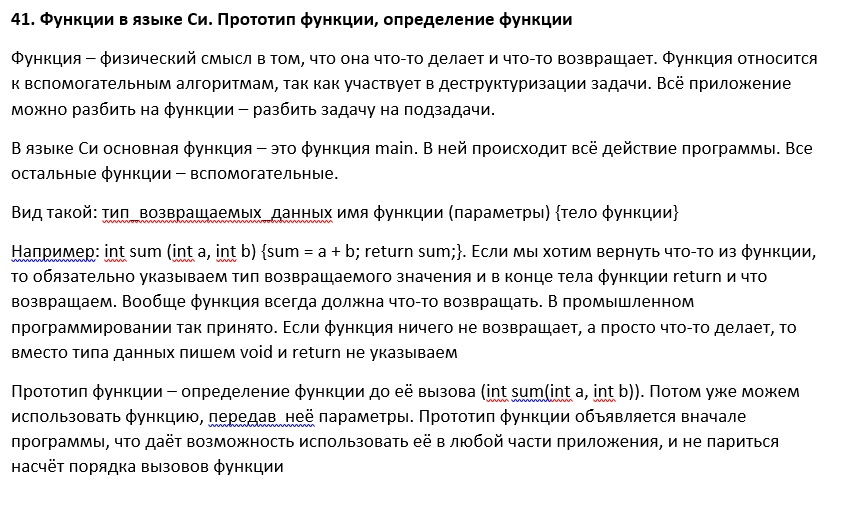 41. Функции в языке Си. Прототип функции, определение функции
Функция – физический смысл в том, что она что-то делает и что-то возвращает. Функция относится
к вспомогательным алгоритмам, так как участвует в деструктуризации задачи. Всё приложение
можно разбить на функции – разбить задачу на подзадачи.
В языке Си основная функция – это функция main. В ней происходит всё действие программы. Все
остальные функции – вспомогательные.
Вид такой: тип_возвращаемых_данных имя функции (параметры) {тело функции}
Например: int sum (int a, int b) {sum = a + b; return sum;}. Если мы хотим вернуть что-то из функции,
то обязательно указываем тип возвращаемого значения и в конце тела функции return и что
возвращаем. Вообще функция всегда должна что-то возвращать. В промышленном
программировании так принято. Если функция ничего не возвращает, а просто что-то делает, то
вместо типа данных пишем void и return не указываем
Прототип функции – определение функции до её вызова (int sum(int a, int b)). Потом уже можем
использовать функцию, передав  неё параметры. Прототип функции объявляется вначале
программы, что даёт возможность использовать её в любой части приложения, и не париться
насчёт порядка вызовов функции